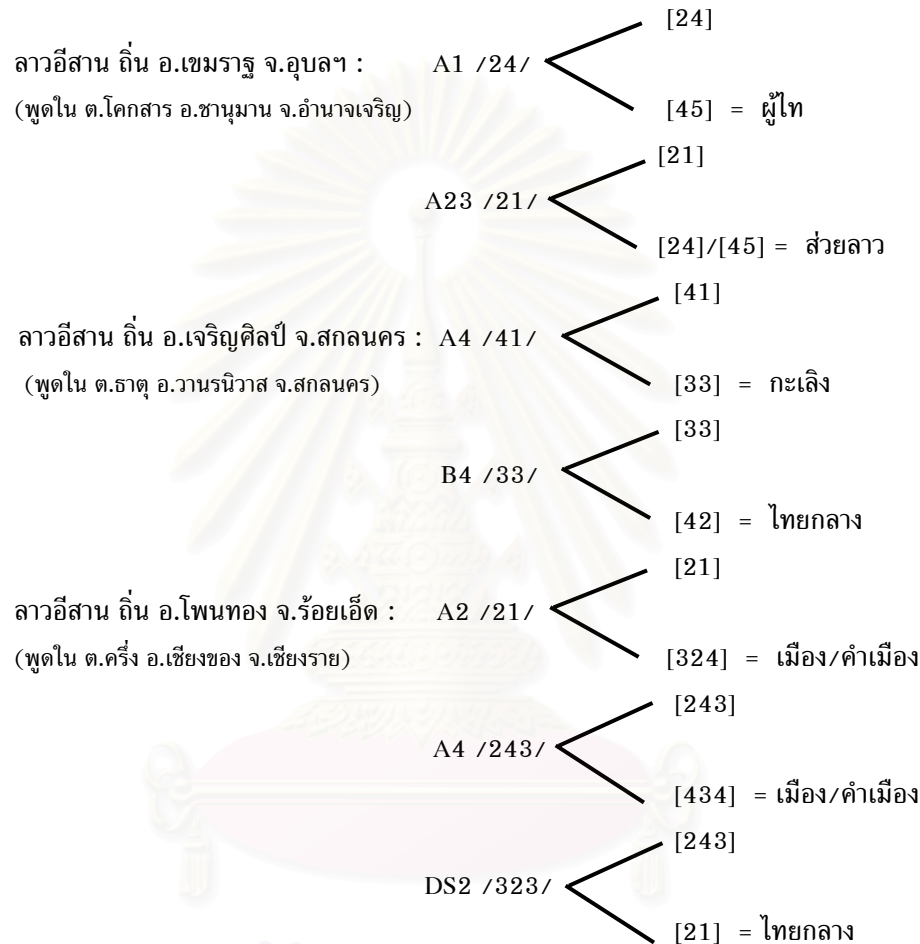 [24]
ลาวอีสาน ถิ่น อ.เขมราฐ จ.อุบลฯ : A1 /24/
(พูดใน ต.โคกสาร อ.ชานุมาน จ.อำนาจเจริญ) [45] = ผู้ไท
[21]
A23 /21/
[24]/[45] = ส่วยลาว
[41]
ลาวอีสาน ถิ่น อ.เจริญศิลป์ จ.สกลนคร : A4 /41/
(พูดใน ต.ธาตุ อ.วานรนิวาส จ.สกลนคร) [33] = กะเลิง
[33]
B4 /33/
[42] = ไทยกลาง
[21]
ลาวอีสาน ถิ่น อ.โพนทอง จ.ร้อยเอ็ด : A2 /21/
(พูดใน ต.ครึ่ง อ.เชียงของ จ.เชียงราย) [324] = เมือง/คำเมือง
[243]
A4 /243/
[434] = เมือง/คำเมือง
[243]
DS2 /323/
[21] = ไทยกลาง